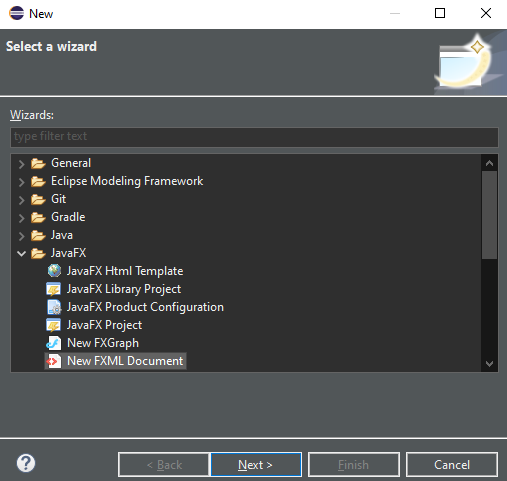 New
Select a wizard
Wizards:
type filter text
General
Eclipse Modeling Framework
Git
Gradle
Java
JavaFX
JavaFX Html Template
JavaFX Library Project
JavaFX Product Configuration
JavaFX Project
New FXGraph
New FXML Document
? < Back Next > Finish Cancel